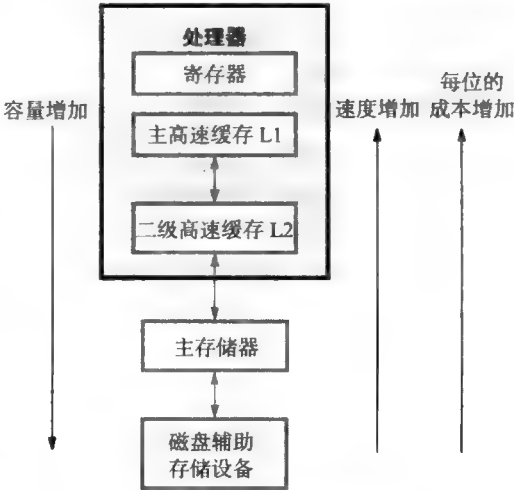 处理器
寄存器
每位的
容量增加
速度增加
成本增加
主高速缓存 L1
二级高速缓存 L2
主存储器
磁盘辅助
存储设备